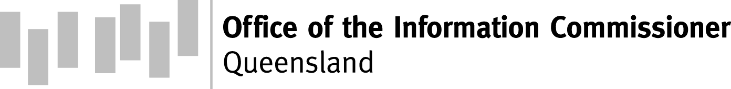 Office of the Information Commissioner
Queensland